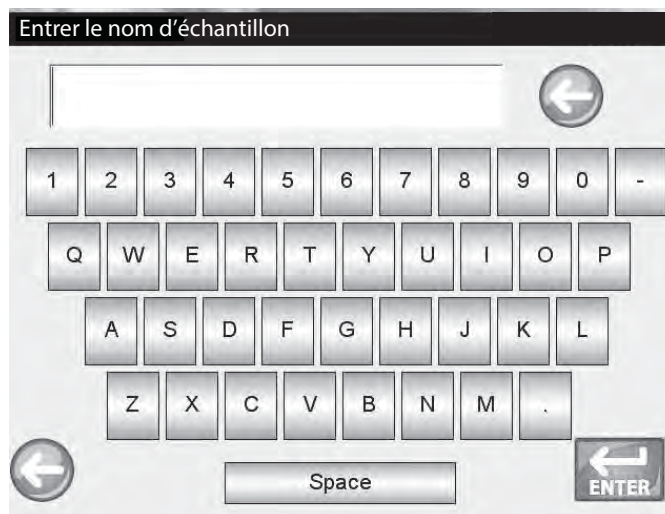 Entrer le nom d’échantillon
1 2 3 4 5 6 7 8 9 0 -
Q W E R T Y U I O P
A S D F G H J K L
Z X C V B N M .
Space
ENTER